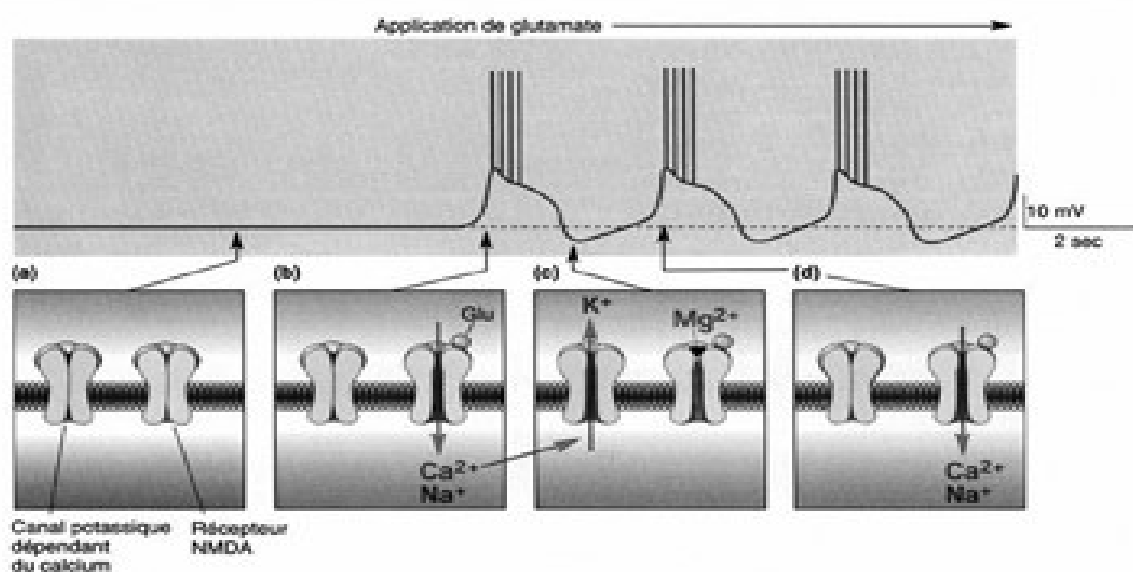 Application de glutamate
10 mV
2 sec
(a)
(b)
(c)
(d)
Glu
K+
Mg2+
Ca2+
Na+
Ca2+
Na+
Canal potassique
dépendant
du calcium
Récepteur
NMDA